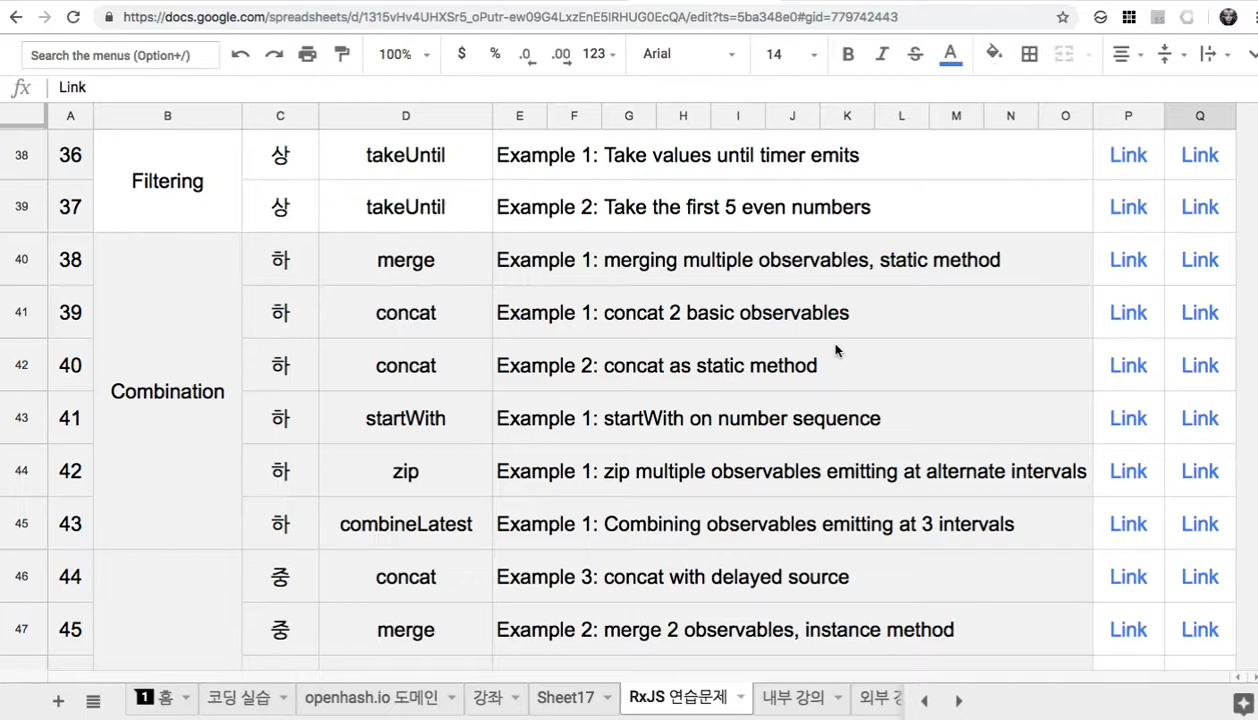 https://docs.google.com/spreadsheets/d/1315vHv4UHXSr5_oPutr-ew09G4LxzEnE5lRHUG0EcQA/edit?ts=5ba348e0#gid=779742443
Search the menus (Option+/) 100% $ % .0 .00 123 Arial 14 B I S A
fx Link
A B C D E F G H I J K L M N O P Q
38 36 상 takeUntil Example 1: Take values until timer emits Link Link
Filtering
39 37 상 takeUntil Example 2: Take the first 5 even numbers Link Link
40 38 하 merge Example 1: merging multiple observables, static method Link Link
41 39 하 concat Example 1: concat 2 basic observables Link Link
42 40 하 concat Example 2: concat as static method Link Link
Combination
43 41 하 startWith Example 1: startWith on number sequence Link Link
44 42 하 zip Example 1: zip multiple observables emitting at alternate intervals Link Link
45 43 하 combineLatest Example 1: Combining observables emitting at 3 intervals Link Link
46 44 중 concat Example 3: concat with delayed source Link Link
47 45 중 merge Example 2: merge 2 observables, instance method Link Link
1 홈 코딩 실습 openhash.io 도메인 강좌 Sheet17 RxJS 연습문제 내부 강의 외부